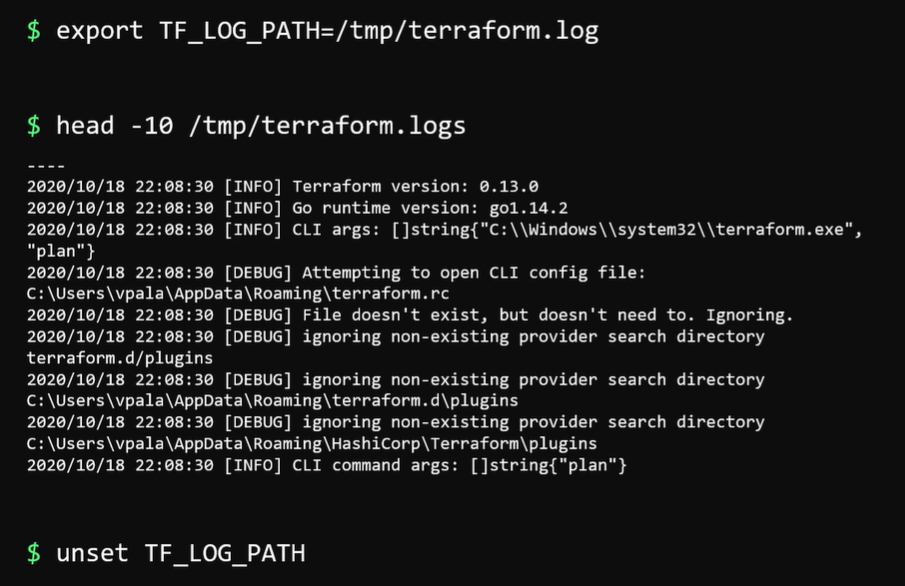 $ export TF_LOG_PATH=/tmp/terraform.log
$ head -10 /tmp/terraform.logs
----
2020/10/18 22:08:30 [INFO] Terraform version: 0.13.0
2020/10/18 22:08:30 [INFO] Go runtime version: go1.14.2
2020/10/18 22:08:30 [INFO] CLI args: []string{"C:\\Windows\\system32\\terraform.exe",
"plan"}
2020/10/18 22:08:30 [DEBUG] Attempting to open CLI config file:
C:\Users\vpala\AppData\Roaming\terraform.rc
2020/10/18 22:08:30 [DEBUG] File doesn't exist, but doesn't need to. Ignoring.
2020/10/18 22:08:30 [DEBUG] ignoring non-existing provider search directory
terraform.d/plugins
2020/10/18 22:08:30 [DEBUG] ignoring non-existing provider search directory
C:\Users\vpala\AppData\Roaming\terraform.d\plugins
2020/10/18 22:08:30 [DEBUG] ignoring non-existing provider search directory
C:\Users\vpala\AppData\Roaming\HashiCorp\Terraform\plugins
2020/10/18 22:08:30 [INFO] CLI command args: []string{"plan"}
$ unset TF_LOG_PATH